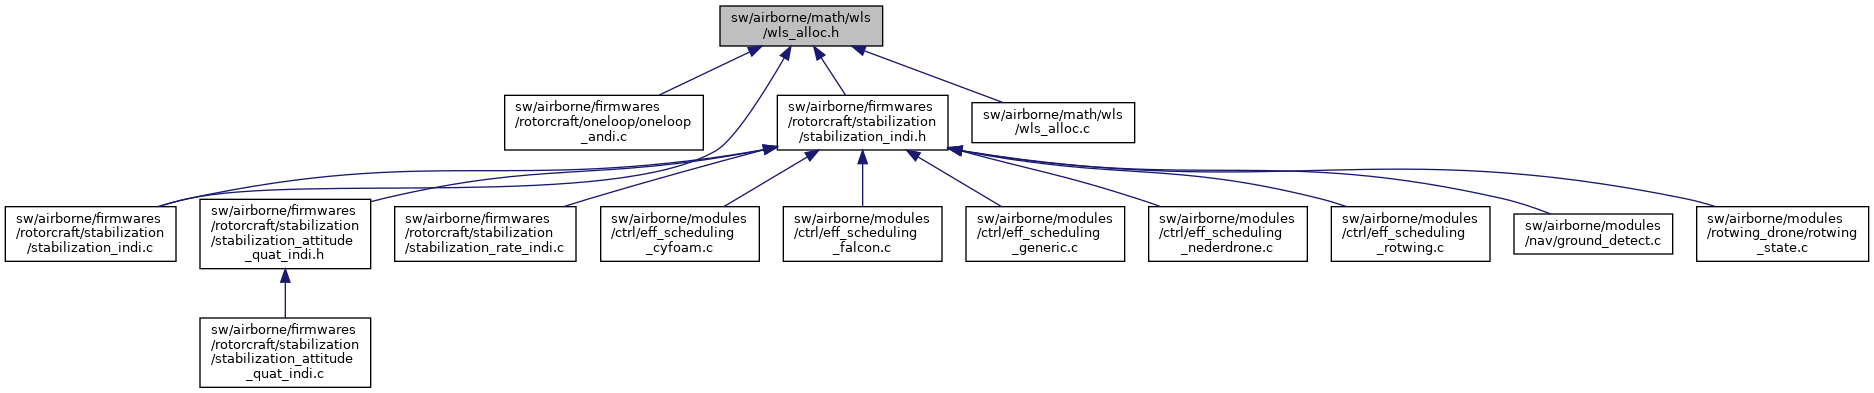 sw/airborne/math/wls
/wls_alloc.h
sw/airborne/firmwares
/rotorcraft/oneloop/oneloop
_andi.c
sw/airborne/firmwares
/rotorcraft/stabilization
/stabilization_indi.h
sw/airborne/math/wls
/wls_alloc.c
sw/airborne/firmwares
/rotorcraft/stabilization
/stabilization_indi.c
sw/airborne/firmwares
/rotorcraft/stabilization
/stabilization_attitude
_quat_indi.h
sw/airborne/firmwares
/rotorcraft/stabilization
/stabilization_rate_indi.c
sw/airborne/modules
/ctrl/eff_scheduling
_cyfoam.c
sw/airborne/modules
/ctrl/eff_scheduling
_falcon.c
sw/airborne/modules
/ctrl/eff_scheduling
_generic.c
sw/airborne/modules
/ctrl/eff_scheduling
_nederdrone.c
sw/airborne/modules
/ctrl/eff_scheduling
_rotwing.c
sw/airborne/modules
/nav/ground_detect.c
sw/airborne/modules
/rotwing_drone/rotwing
_state.c
sw/airborne/firmwares
/rotorcraft/stabilization
/stabilization_attitude
_quat_indi.c